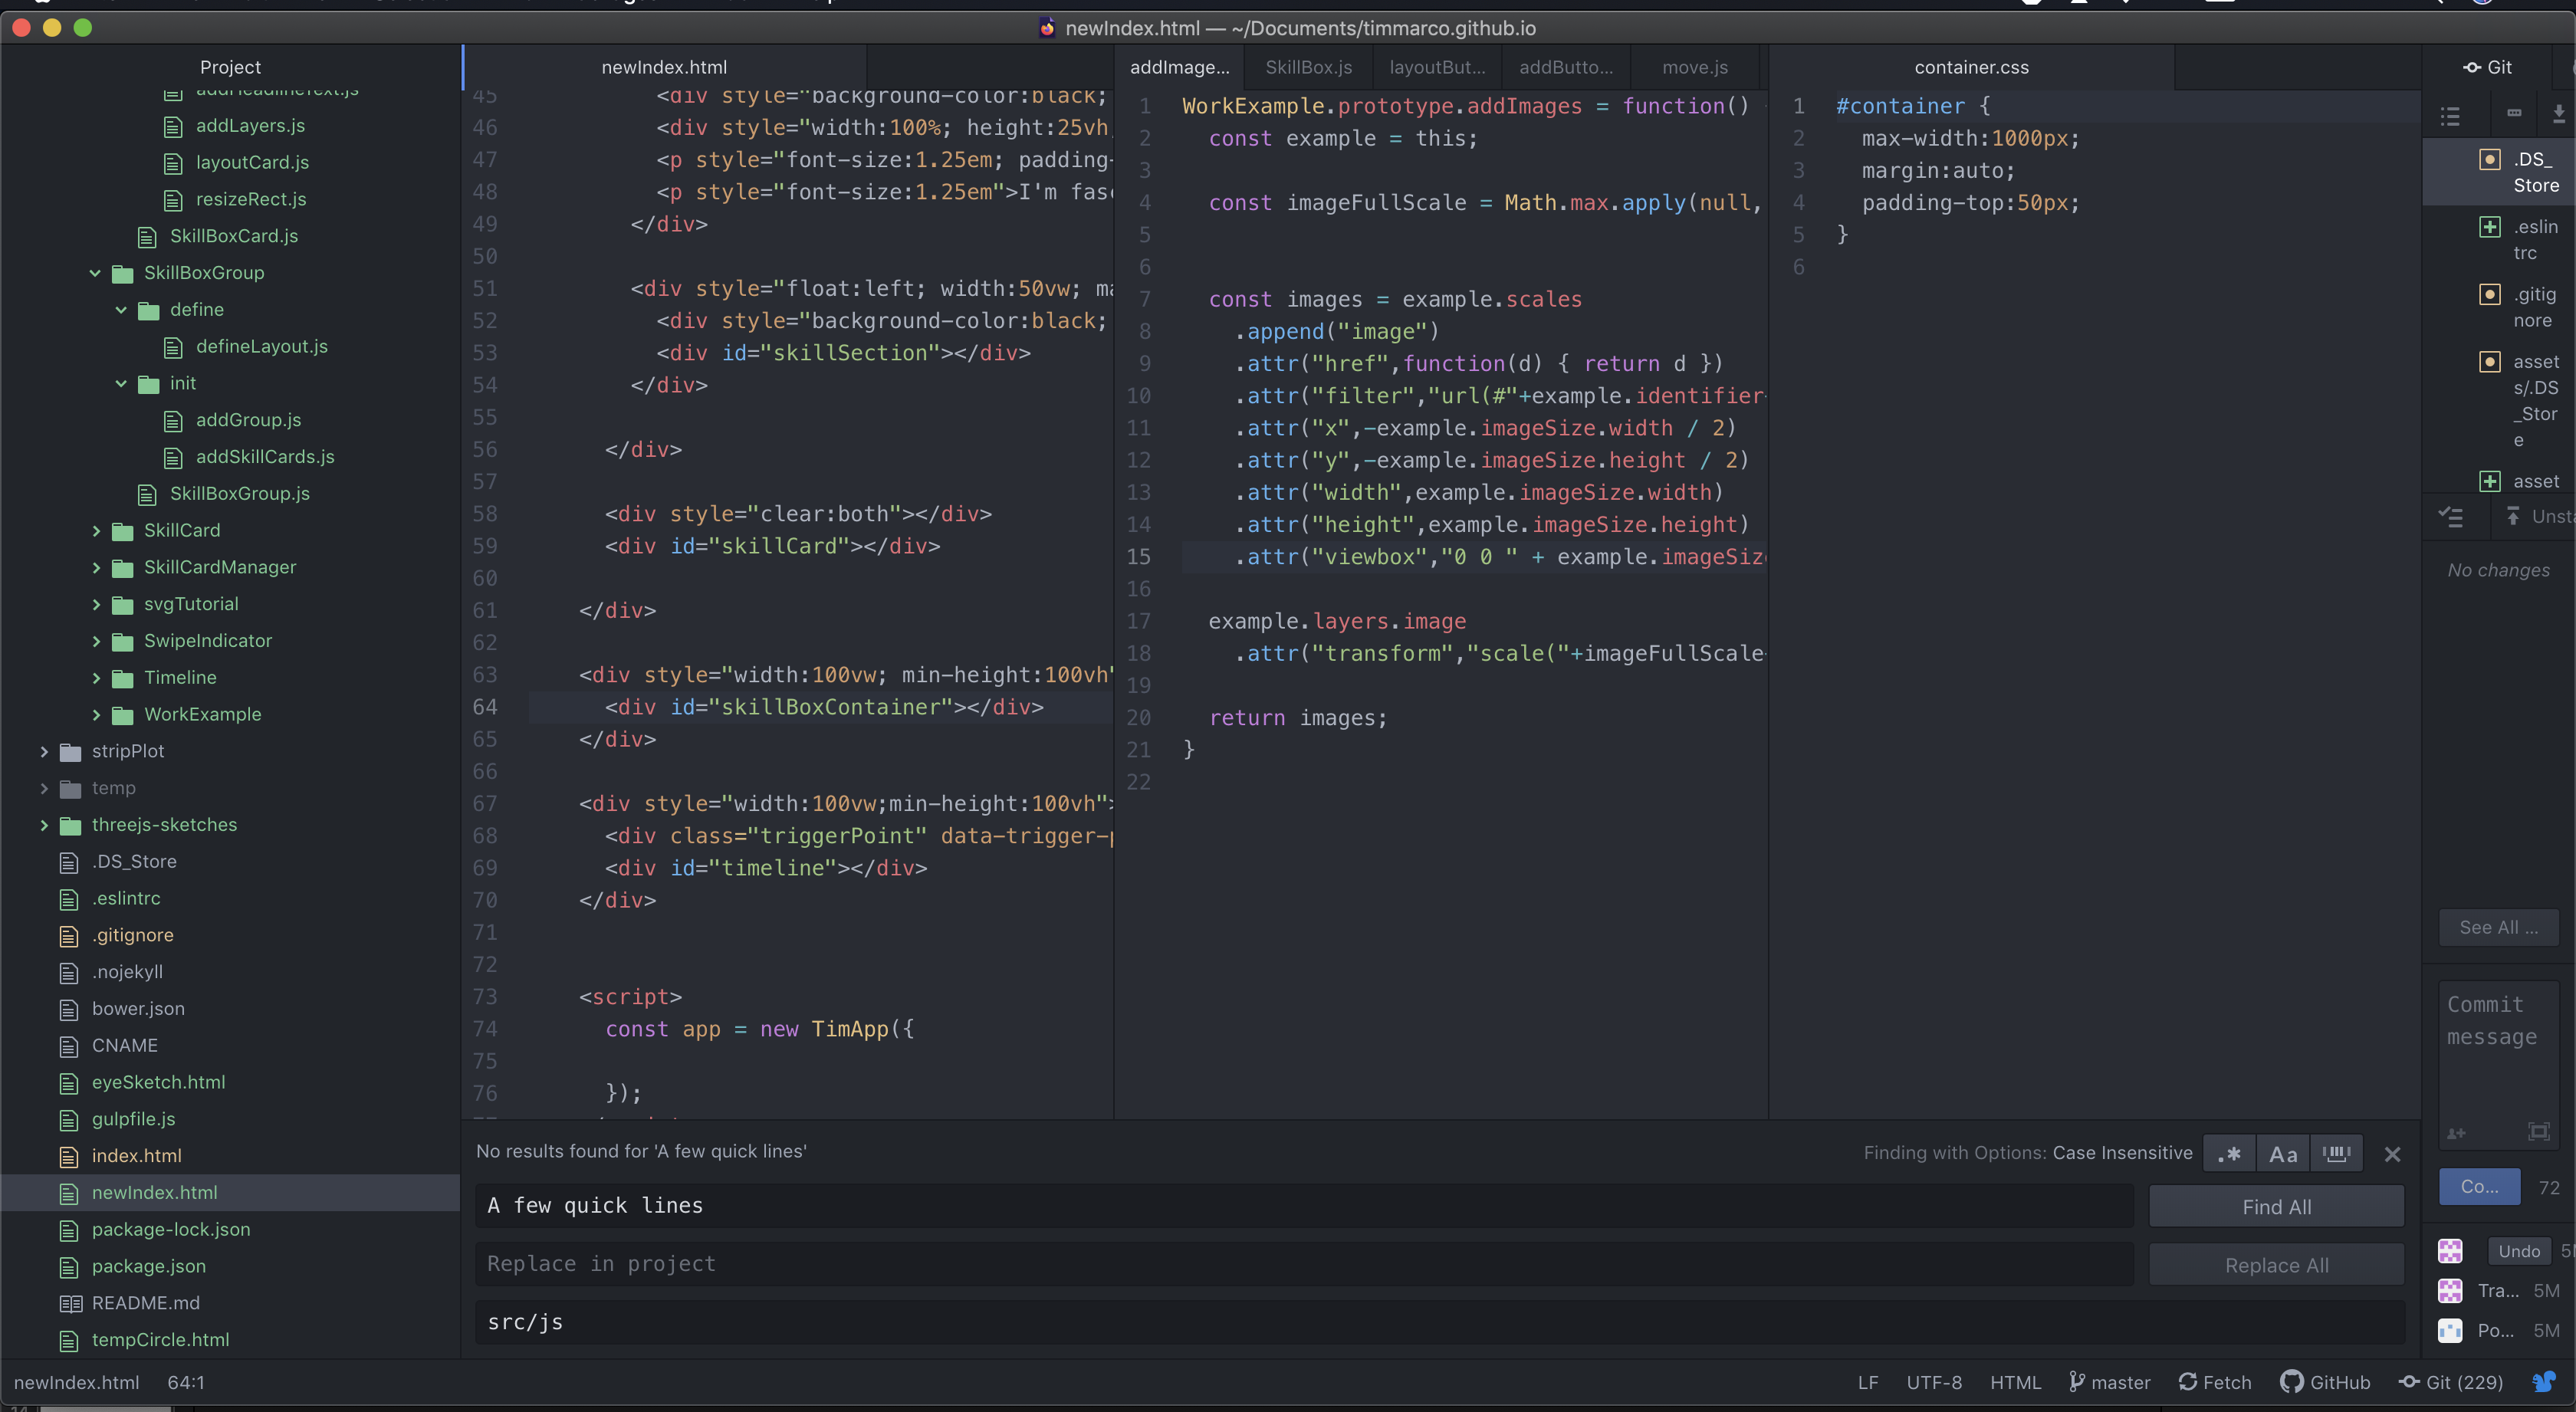 newIndex.html — ~/Documents/timmarco.github.io
Project
addHeadlineText.js
addLayers.js
layoutCard.js
resizeRect.js
SkillBoxCard.js
SkillBoxGroup
define
defineLayout.js
init
addGroup.js
addSkillCards.js
SkillBoxGroup.js
SkillCard
SkillCardManager
svgTutorial
SwipeIndicator
Timeline
WorkExample
stripPlot
temp
threejs-sketches
.DS_Store
.eslintrc
.gitignore
.nojekyll
bower.json
CNAME
eyeSketch.html
gulpfile.js
index.html
newIndex.html
package-lock.json
package.json
README.md
tempCircle.html
newIndex.html
45 <div style="background-color:black;
46 <div style="width:100%; height:25vh
47 <p style="font-size:1.25em; padding-
48 <p style="font-size:1.25em">I'm fas
49 </div>
50
51 <div style="float:left; width:50vw; ma
52 <div style="background-color:black;
53 <div id="skillSection"></div>
54 </div>
55
56 </div>
57
58 <div style="clear:both"></div>
59 <div id="skillCard"></div>
60
61 </div>
62
63 <div style="width:100vw; min-height:100vh"
64 <div id="skillBoxContainer"></div>
65 </div>
66
67 <div style="width:100vw;min-height:100vh">
68 <div class="triggerPoint" data-trigger-p
69 <div id="timeline"></div>
70 </div>
71
72
73 <script>
74 const app = new TimApp({
75
76 });
addImage... SkillBox.js layoutBut... addButto... move.js
1 WorkExample.prototype.addImages = function()
2 const example = this;
3
4 const imageFullScale = Math.max.apply(null,
5
6
7 const images = example.scales
8 .append("image")
9 .attr("href",function(d) { return d })
10 .attr("filter","url(#"+example.identifier
11 .attr("x",-example.imageSize.width / 2)
12 .attr("y",-example.imageSize.height / 2)
13 .attr("width",example.imageSize.width)
14 .attr("height",example.imageSize.height)
15 .attr("viewbox","0 0 " + example.imageSiz
16
17 example.layers.image
18 .attr("transform","scale("+imageFullScale
19
20 return images;
21 }
22
container.css
1 #container {
2 max-width:1000px;
3 margin:auto;
4 padding-top:50px;
5 }
6
Git
.DS_
Store
.eslin
trc
.gitig
nore
asset
s/.DS
_Stor
e
asset
Unst
No changes
See All ...
Commit
message
Co... 72
Undo 5
Tra... 5M
Po... 5M
No results found for 'A few quick lines'
Finding with Options: Case Insensitive
.* Aa
A few quick lines
Find All
Replace in project
Replace All
src/js
newIndex.html 64:1
LF UTF-8 HTML master Fetch GitHub Git (229)